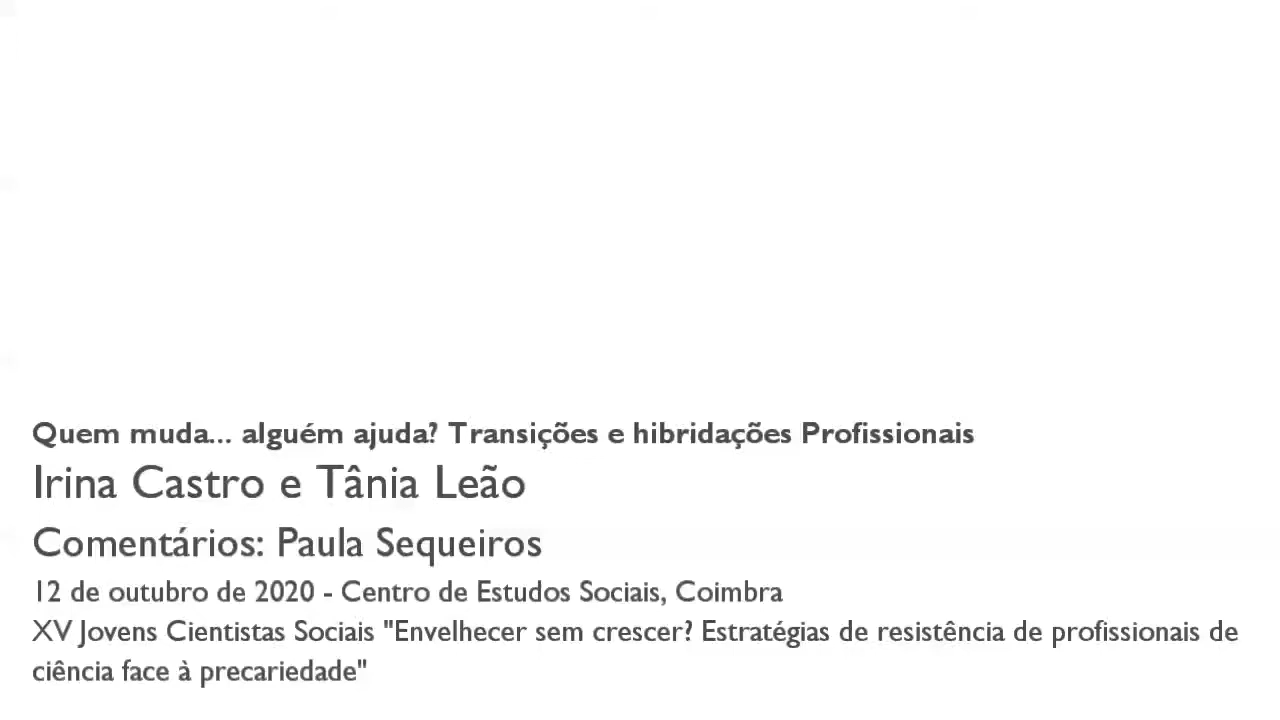 Quem muda... alguém ajuda? Transições e hibridações Profissionais
Irina Castro e Tânia Leão
Comentários: Paula Sequeiros
12 de outubro de 2020 - Centro de Estudos Sociais, Coimbra
XV Jovens Cientistas Sociais "Envelhecer sem crescer? Estratégias de resistência de profissionais de
ciência face à precariedade"